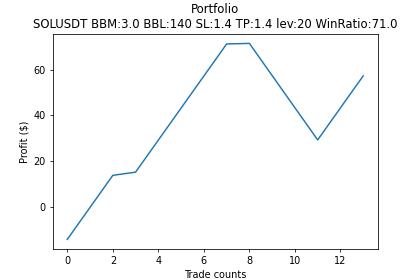 Portfolio
SOLUSDT BBM:3.0 BBL:140 SL:1.4 TP:1.4 lev:20 WinRatio:71.0
60
40
20
0
Profit ($)
0 2 4 6 8 10 12
Trade counts